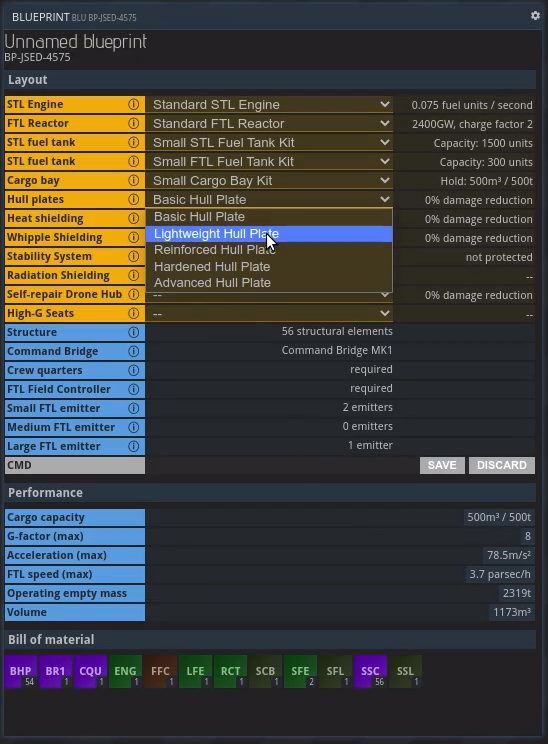 BLUEPRINT BLU BP-JSED-4575
Unnamed blueprint
BP-JSED-4575
Layout
STL Engine ⓘ Standard STL Engine 0.075 fuel units / second
FTL Reactor ⓘ Standard FTL Reactor 2400GW, charge factor 2
STL fuel tank ⓘ Small STL Fuel Tank Kit Capacity: 1500 units
STL fuel tank ⓘ Small FTL Fuel Tank Kit Capacity: 300 units
Cargo bay ⓘ Small Cargo Bay Kit Hold: 500m³ / 500t
Hull plates ⓘ Basic Hull Plate 0% damage reduction
Heat shielding ⓘ Basic Hull Plate 0% damage reduction
Whipple Shielding ⓘ Lightweight Hull Plate 0% damage reduction
Stability System ⓘ Reinforced Hull Plate not protected
Radiation Shielding ⓘ Hardened Hull Plate --
Advanced Hull Plate
Self-repair Drone Hub ⓘ -- 0% damage reduction
High-G Seats ⓘ -- --
Structure ⓘ 56 structural elements
Command Bridge ⓘ Command Bridge MK1
Crew quarters ⓘ required
FTL Field Controller ⓘ required
Small FTL emitter ⓘ 2 emitters
Medium FTL emitter ⓘ 0 emitters
Large FTL emitter ⓘ 1 emitter
CMD SAVE DISCARD
Performance
Cargo capacity 500m³ / 500t
G-factor (max) 8
Acceleration (max) 78.5m/s²
FTL speed (max) 3.7 parsec/h
Operating empty mass 2319t
Volume 1173m³
Bill of material
BHP BR1 CQU ENG FFC LFE RCT SCB SFE SFL SSC SSL
54 1 1 1 1 1 1 1 2 1 56 1